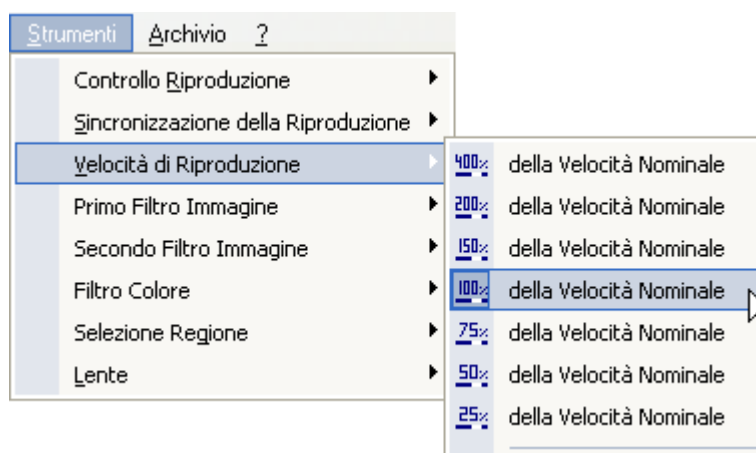 Strumenti Archivio ?
Controllo Riproduzione
Sincronizzazione della Riproduzione
Velocità di Riproduzione
Primo Filtro Immagine
Secondo Filtro Immagine
Filtro Colore
Selezione Regione
Lente
400% della Velocità Nominale
200% della Velocità Nominale
150% della Velocità Nominale
100% della Velocità Nominale
75% della Velocità Nominale
50% della Velocità Nominale
25% della Velocità Nominale